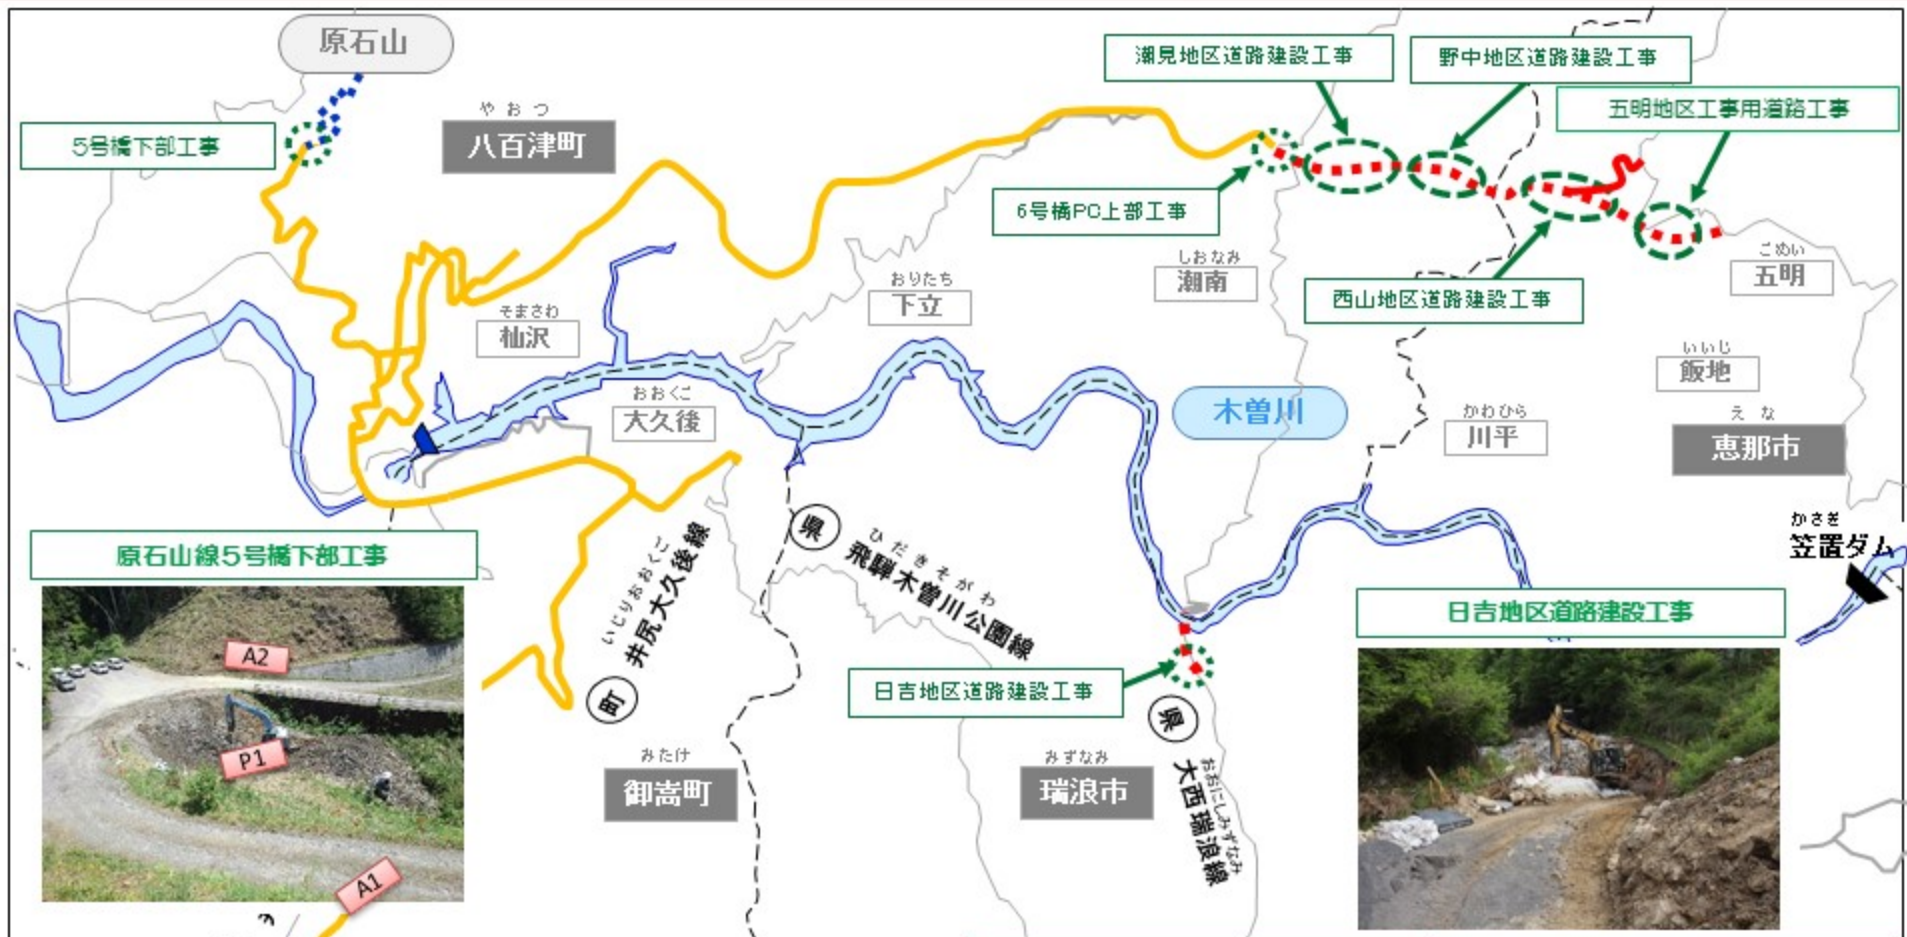 原石山
潮見地区道路建設工事
野中地区道路建設工事
五明地区工事用道路工事
やおつ
八百津町
5号橋下部工事
6号橋PC上部工事
しおなみ
潮南
ごめい
五明
おりたち
下立
西山地区道路建設工事
そまさわ
杣沢
いいじ
飯地
おおくご
大久後
木曽川
かわひら
川平
えな
恵那市
かさぎ
笠置ダム
県
ひだきそがわ
飛騨木曽川公園線
いじりおおくご
井尻大久後線
町
原石山線5号橋下部工事
A2
P1
A1
日吉地区道路建設工事
日吉地区道路建設工事
県
おおにしみずなみ
大西瑞浪線
みたけ
御嵩町
みずなみ
瑞浪市